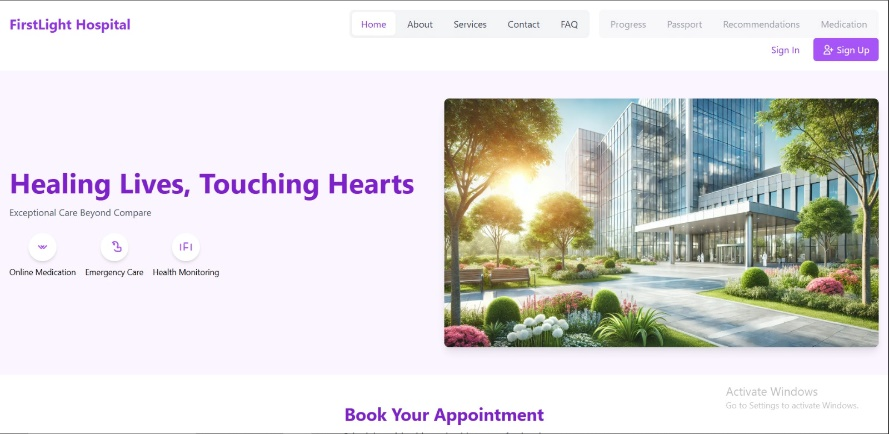 FirstLight Hospital
Home About Services Contact FAQ Progress Passport Recommendations Medication
Sign In Sign Up
Healing Lives, Touching Hearts
Exceptional Care Beyond Compare
Online Medication Emergency Care Health Monitoring
Activate Windows
Go to Settings to activate Windows.
Book Your Appointment